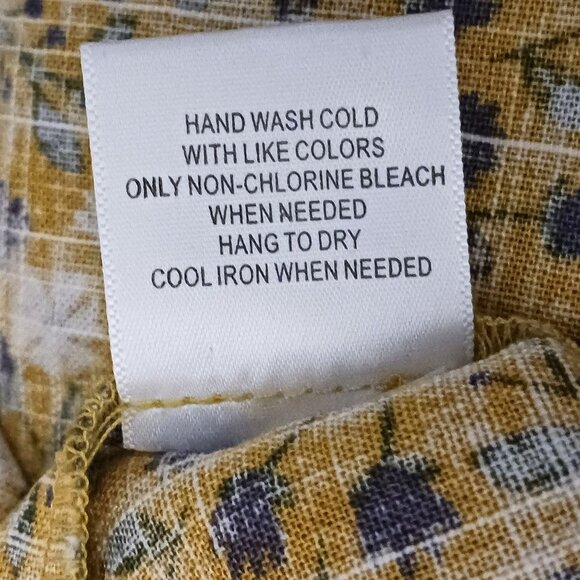 HAND WASH COLD
WITH LIKE COLORS
ONLY NON-CHLORINE BLEACH
WHEN NEEDED
HANG TO DRY
COOL IRON WHEN NEEDED